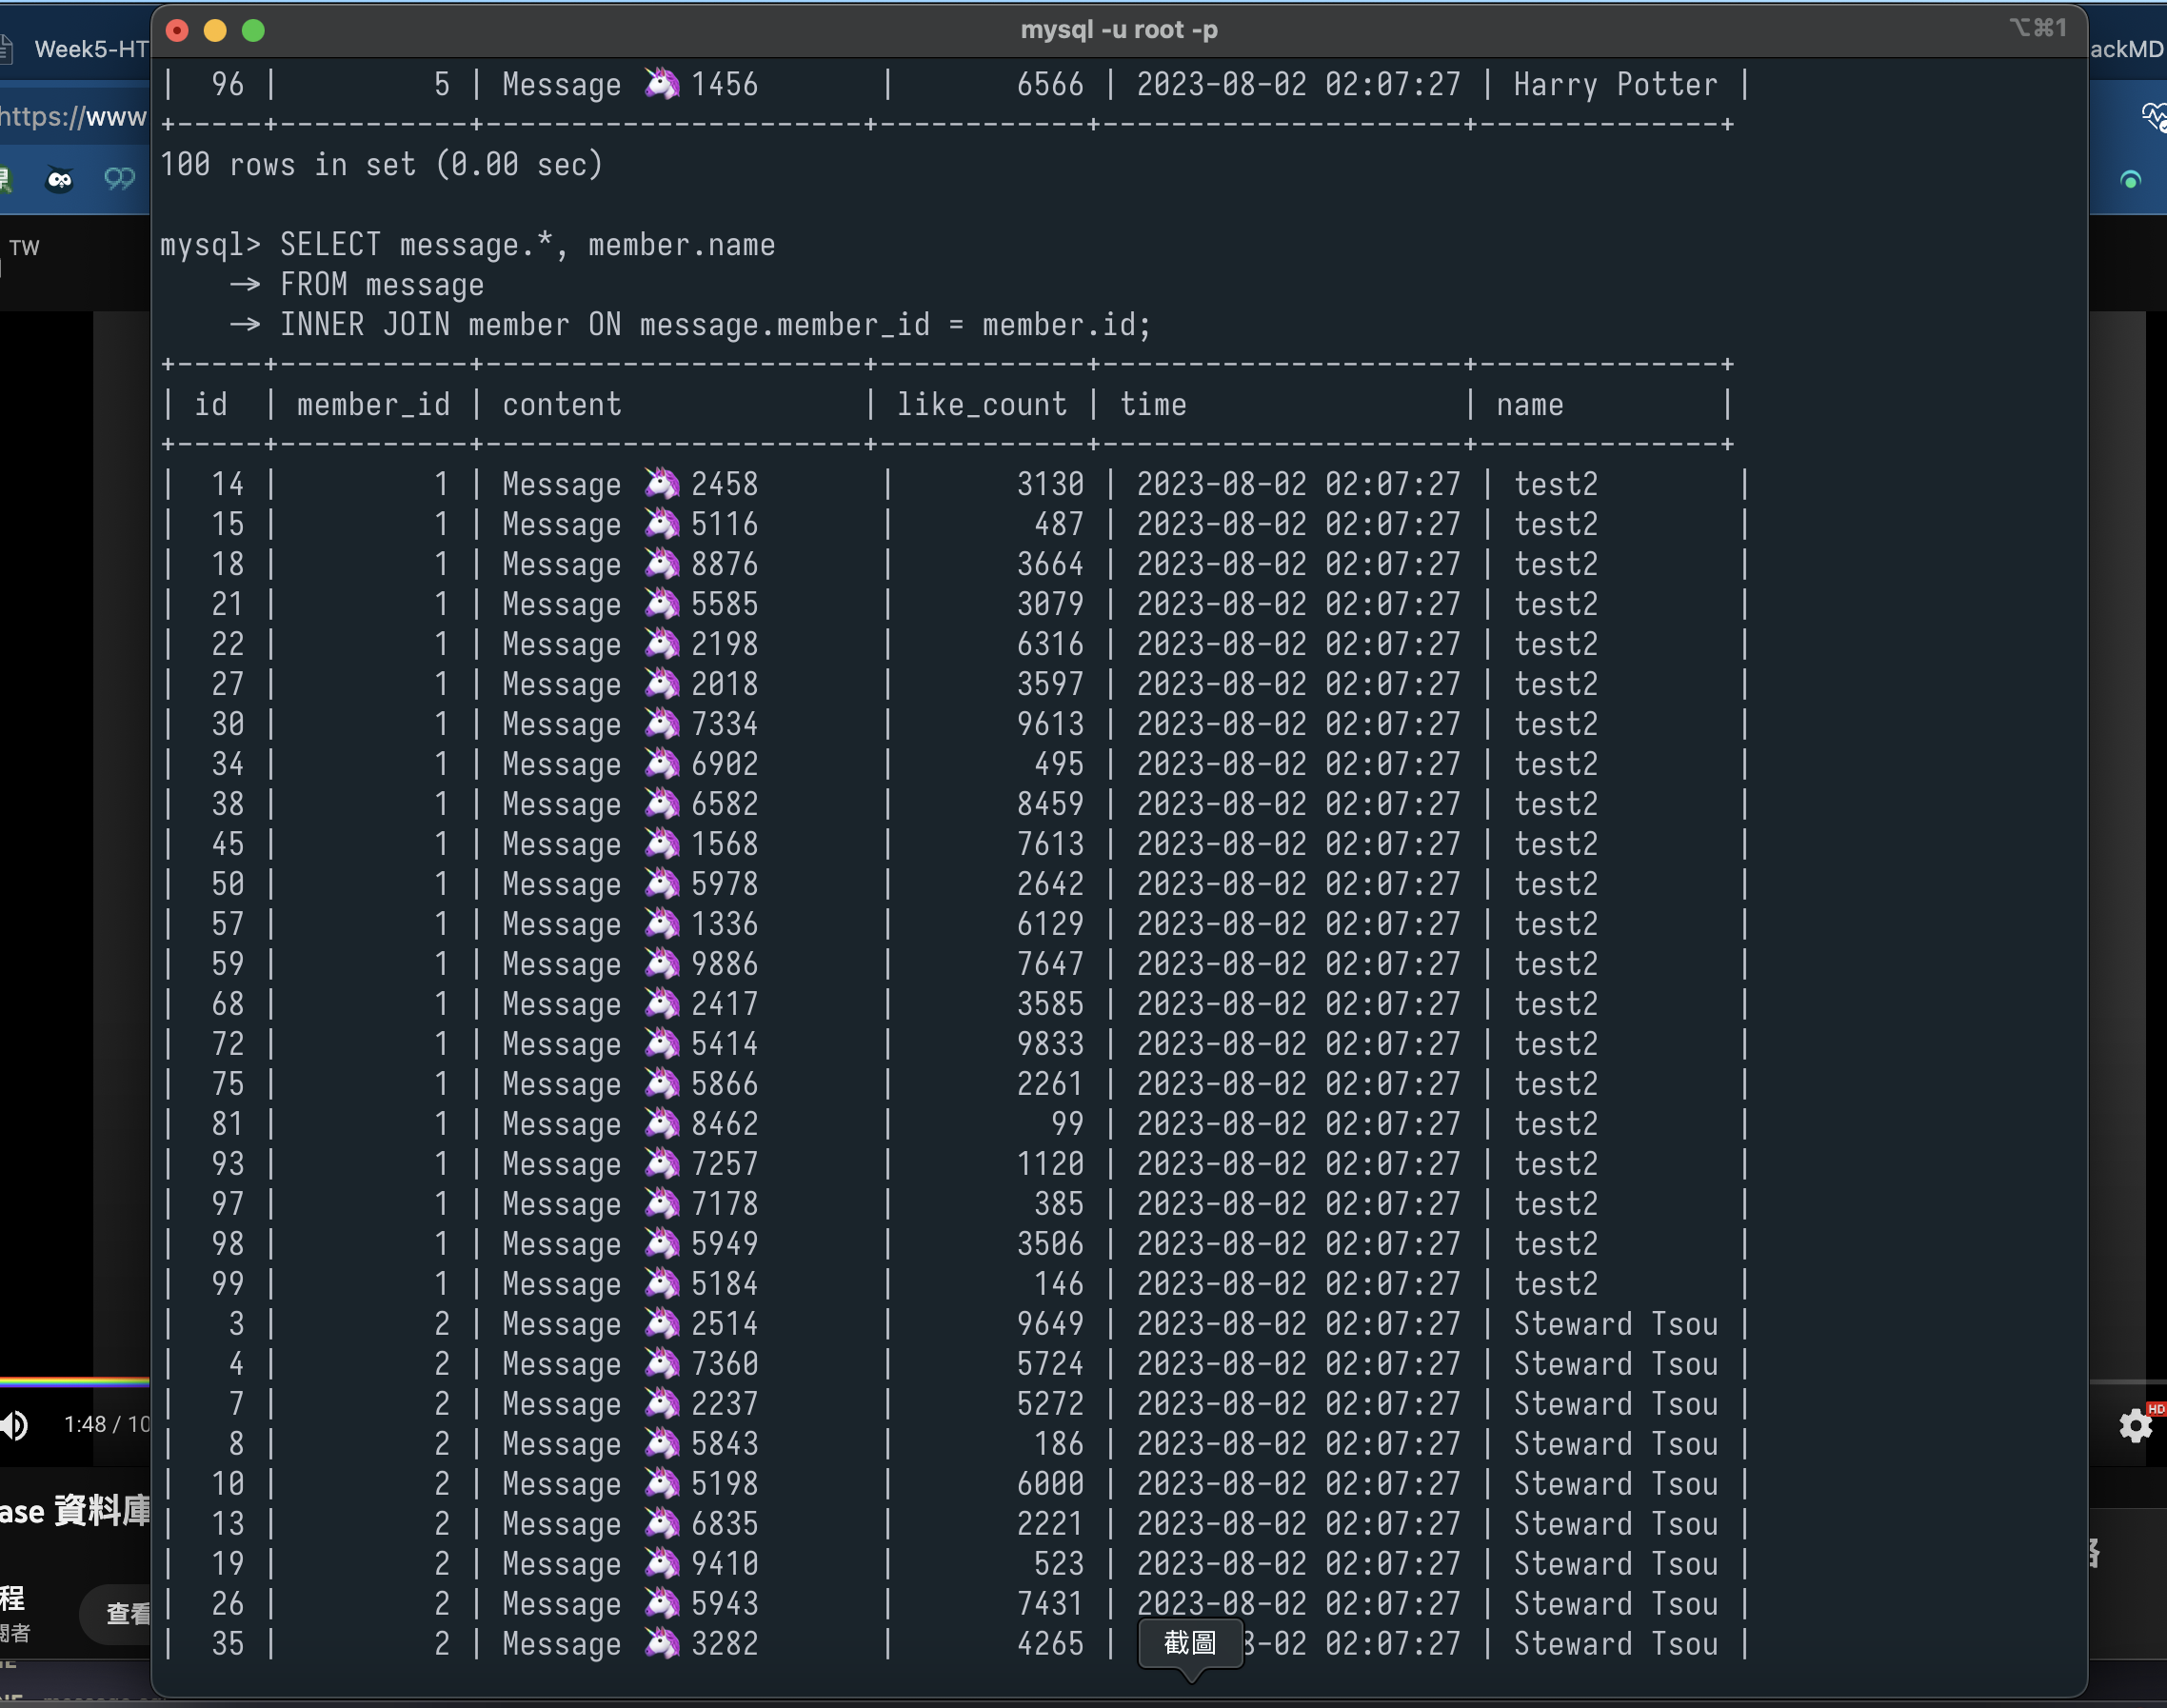 mysql -u root -p
⌥⌘1
Week5-HT
ackMD
https://www
TW
| 96 | 5 | Message 🦄 1456 | 6566 | 2023-08-02 02:07:27 | Harry Potter |
+-----+-----------+-----------------------+------------+----------------------+---------------+
100 rows in set (0.00 sec)
mysql> SELECT message.*, member.name
-> FROM message
-> INNER JOIN member ON message.member_id = member.id;
+-----+-----------+-----------------------+------------+----------------------+---------------+
| id | member_id | content | like_count | time | name |
+-----+-----------+-----------------------+------------+----------------------+---------------+
| 14 | 1 | Message 🦄 2458 | 3130 | 2023-08-02 02:07:27 | test2 |
| 15 | 1 | Message 🦄 5116 | 487 | 2023-08-02 02:07:27 | test2 |
| 18 | 1 | Message 🦄 8876 | 3664 | 2023-08-02 02:07:27 | test2 |
| 21 | 1 | Message 🦄 5585 | 3079 | 2023-08-02 02:07:27 | test2 |
| 22 | 1 | Message 🦄 2198 | 6316 | 2023-08-02 02:07:27 | test2 |
| 27 | 1 | Message 🦄 2018 | 3597 | 2023-08-02 02:07:27 | test2 |
| 30 | 1 | Message 🦄 7334 | 9613 | 2023-08-02 02:07:27 | test2 |
| 34 | 1 | Message 🦄 6902 | 495 | 2023-08-02 02:07:27 | test2 |
| 38 | 1 | Message 🦄 6582 | 8459 | 2023-08-02 02:07:27 | test2 |
| 45 | 1 | Message 🦄 1568 | 7613 | 2023-08-02 02:07:27 | test2 |
| 50 | 1 | Message 🦄 5978 | 2642 | 2023-08-02 02:07:27 | test2 |
| 57 | 1 | Message 🦄 1336 | 6129 | 2023-08-02 02:07:27 | test2 |
| 59 | 1 | Message 🦄 9886 | 7647 | 2023-08-02 02:07:27 | test2 |
| 68 | 1 | Message 🦄 2417 | 3585 | 2023-08-02 02:07:27 | test2 |
| 72 | 1 | Message 🦄 5414 | 9833 | 2023-08-02 02:07:27 | test2 |
| 75 | 1 | Message 🦄 5866 | 2261 | 2023-08-02 02:07:27 | test2 |
| 81 | 1 | Message 🦄 8462 | 99 | 2023-08-02 02:07:27 | test2 |
| 93 | 1 | Message 🦄 7257 | 1120 | 2023-08-02 02:07:27 | test2 |
| 97 | 1 | Message 🦄 7178 | 385 | 2023-08-02 02:07:27 | test2 |
| 98 | 1 | Message 🦄 5949 | 3506 | 2023-08-02 02:07:27 | test2 |
| 99 | 1 | Message 🦄 5184 | 146 | 2023-08-02 02:07:27 | test2 |
| 3 | 2 | Message 🦄 2514 | 9649 | 2023-08-02 02:07:27 | Steward Tsou |
| 4 | 2 | Message 🦄 7360 | 5724 | 2023-08-02 02:07:27 | Steward Tsou |
| 7 | 2 | Message 🦄 2237 | 5272 | 2023-08-02 02:07:27 | Steward Tsou |
| 8 | 2 | Message 🦄 5843 | 186 | 2023-08-02 02:07:27 | Steward Tsou |
| 10 | 2 | Message 🦄 5198 | 6000 | 2023-08-02 02:07:27 | Steward Tsou |
| 13 | 2 | Message 🦄 6835 | 2221 | 2023-08-02 02:07:27 | Steward Tsou |
| 19 | 2 | Message 🦄 9410 | 523 | 2023-08-02 02:07:27 | Steward Tsou |
| 26 | 2 | Message 🦄 5943 | 7431 | 2023-08-02 02:07:27 | Steward Tsou |
| 35 | 2 | Message 🦄 3282 | 4265 | 8-02 02:07:27 | Steward Tsou |
截圖
1:48 / 10
HD
ase 資料庫
程
查看
閱者